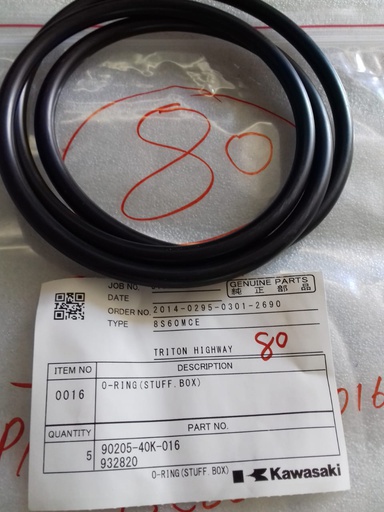 80
JOB NO.
GENUINE PARTS
純正部品
DATE
ORDER NO. 2014-0295-0301-2690
TYPE 8S60MCE
TRITON HIGHWAY 80
ITEM NO DESCRIPTION
0016 O-RING(STUFF.BOX)
QUANTITY PART NO.
5 90205-40K-016
932820
O-RING(STUFF.BOX) Kawasaki
016